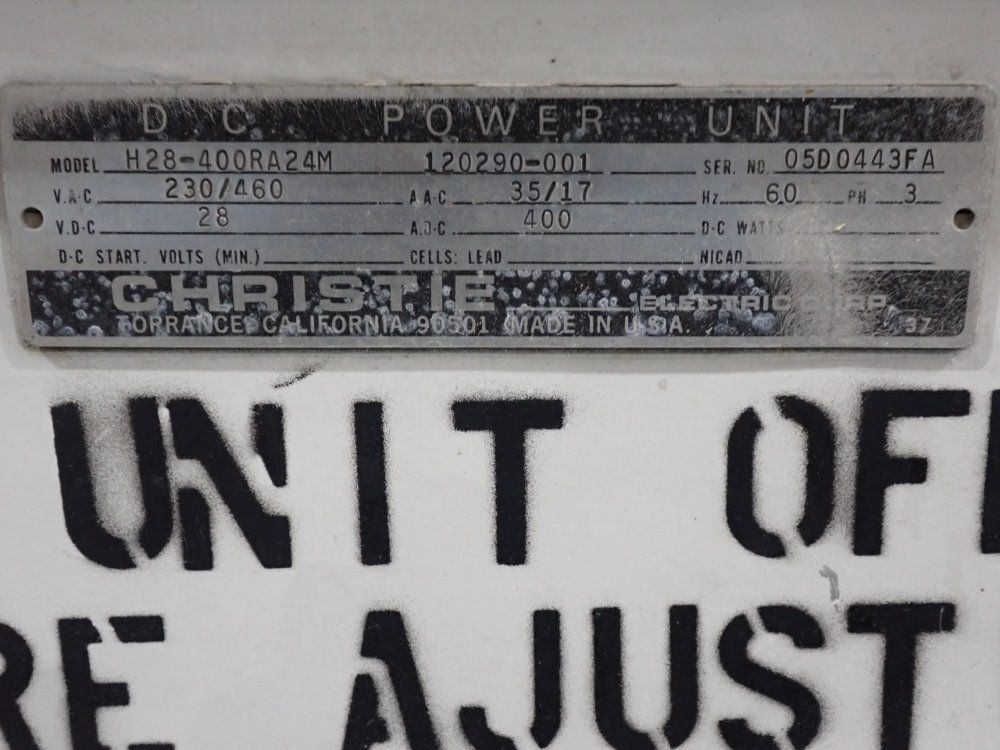 DC POWER UNIT
MODEL H28-400RA24M 120290-001 SER. NO. 05D0443FA
V.A.C 230/460 A.A.C 35/17 Hz 60 PH 3
V.D.C 28 A.D.C 400 D-C WATTS
D-C START. VOLTS (MIN.) CELLS: LEAD NICAD
CHRISTIE ELECTRIC CORP.
TORRANCE, CALIFORNIA 90501 MADE IN U.S.A. 37
UNIT OF
RE AJUST